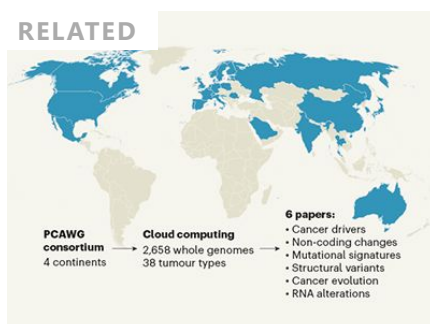 RELATED
PCAWG
consortium
4 continents
Cloud computing
2,658 whole genomes
38 tumour types
6 papers:
• Cancer drivers
• Non-coding changes
• Mutational signatures
• Structural variants
• Cancer evolution
• RNA alterations